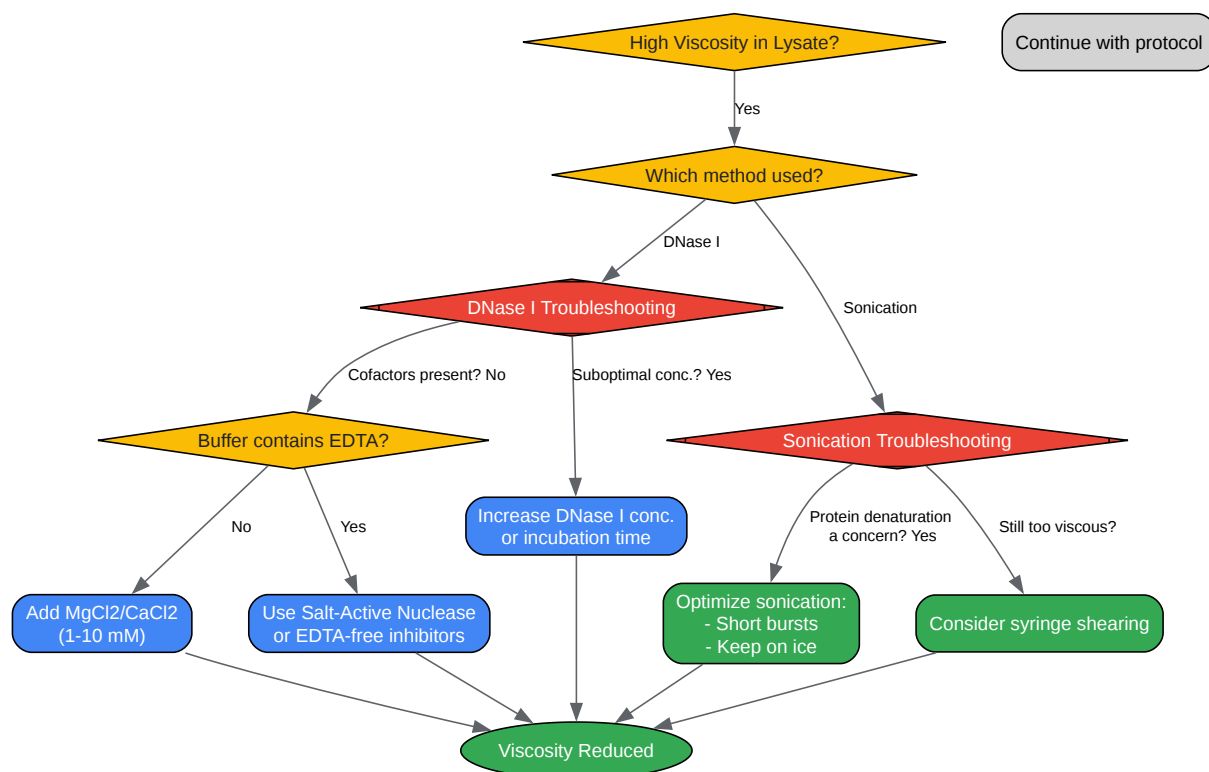 High Viscosity in Lysate?
Continue with protocol
Yes
Which method used?
DNase I
DNase I Troubleshooting
Sonication
Cofactors present? No
Suboptimal conc.? Yes
Buffer contains EDTA?
Sonication Troubleshooting
No
Yes
Increase DNase I conc.
or incubation time
Protein denaturation
a concern? Yes
Still too viscous?
Add MgCl2/CaCl2
(1-10 mM)
Use Salt-Active Nuclease
or EDTA-free inhibitors
Optimize sonication:
- Short bursts
- Keep on ice
Consider syringe shearing
Viscosity Reduced